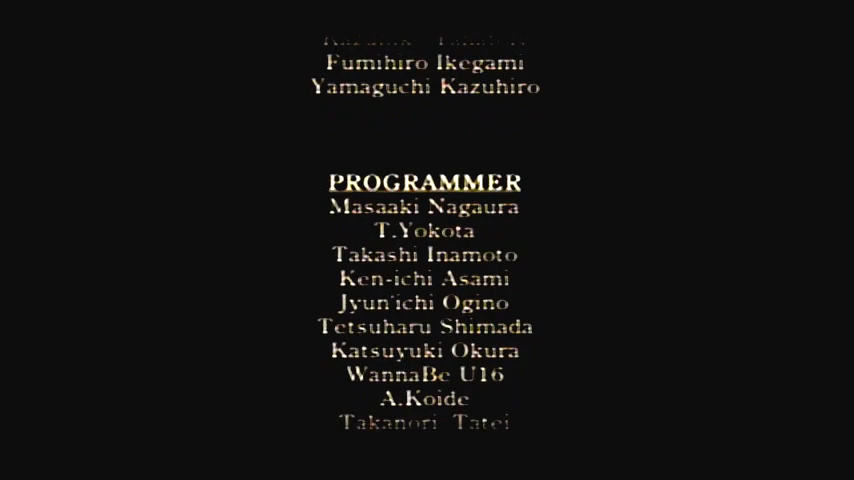 Fumihiro Ikegami
Yamaguchi Kazuhiro
PROGRAMMER
Masaaki Nagaura
T.Yokota
Takashi Inamoto
Ken-ichi Asami
Jyun'ichi Ogino
Tetsuharu Shimada
Katsuyuki Okura
WannaBe U16
A.Koide
Takanori Tatei